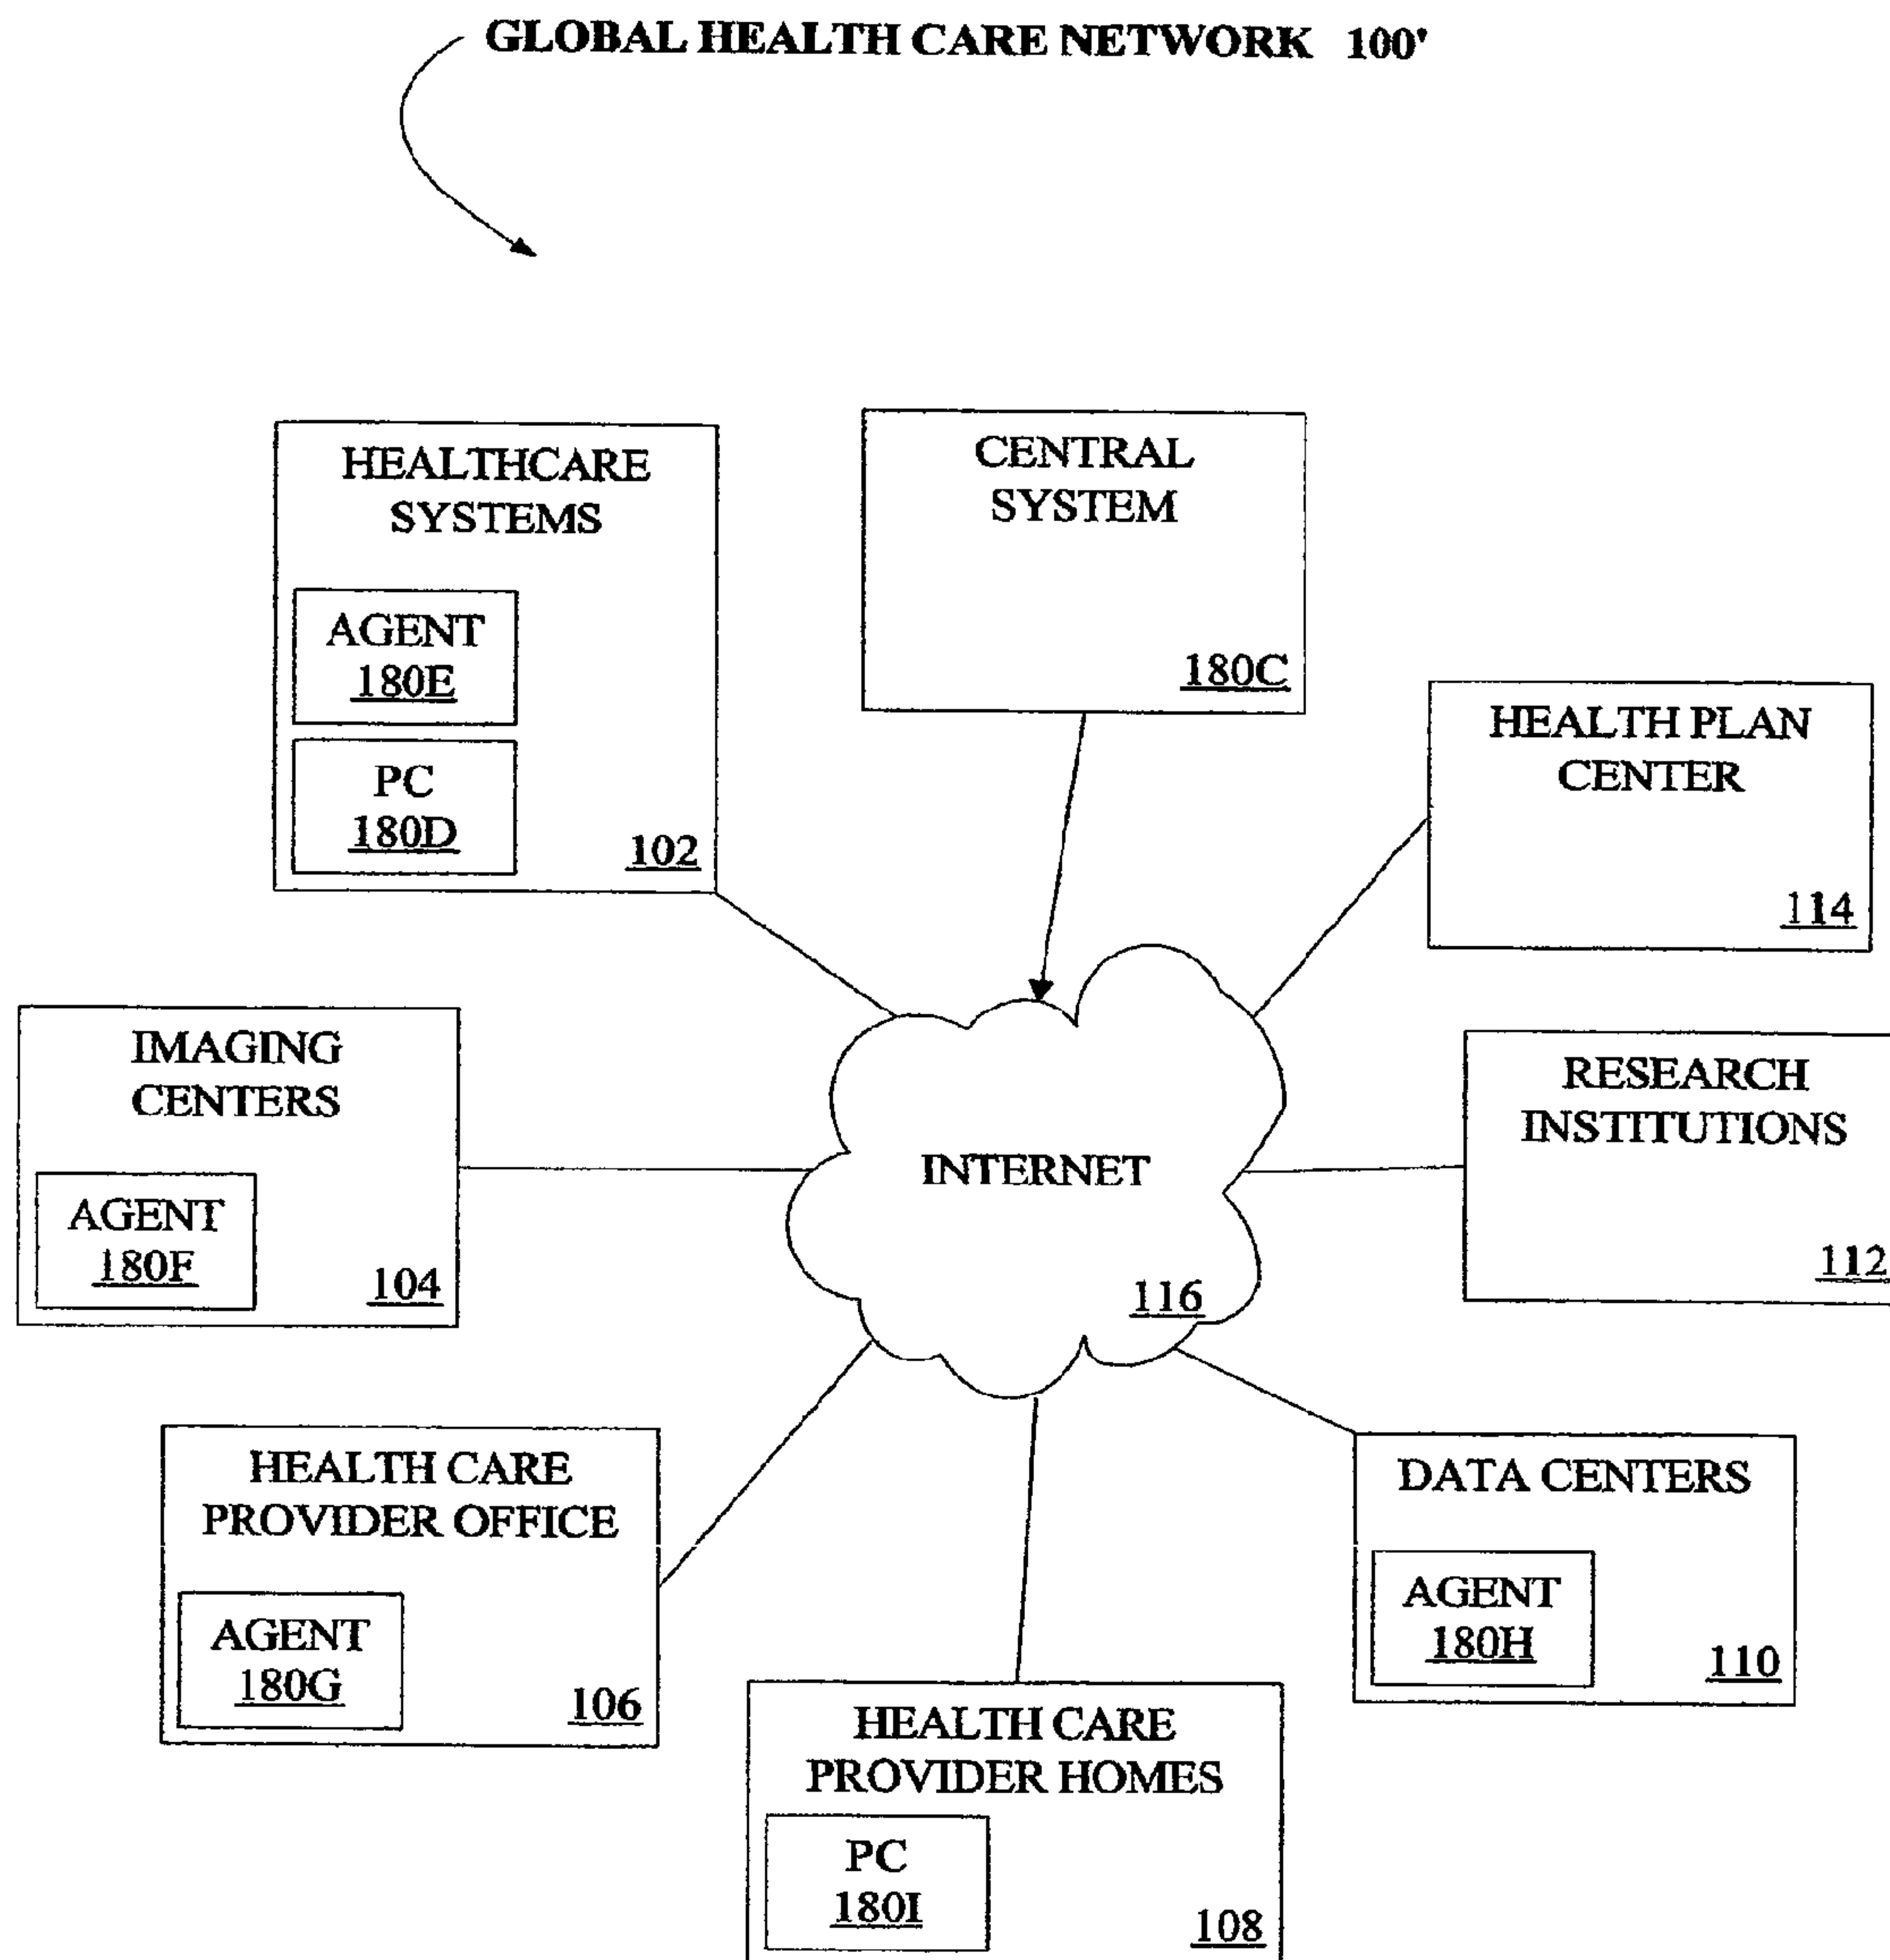 GLOBAL HEALTH CARE NETWORK 100'
HEALTHCARE
SYSTEMS
AGENT
180E
PC
180D
102
CENTRAL
SYSTEM
180C
HEALTH PLAN
CENTER
114
IMAGING
CENTERS
AGENT
180F
104
INTERNET
116
RESEARCH
INSTITUTIONS
112
HEALTH CARE
PROVIDER OFFICE
AGENT
180G
106
HEALTH CARE
PROVIDER HOMES
PC
180I
108
DATA CENTERS
AGENT
180H
110